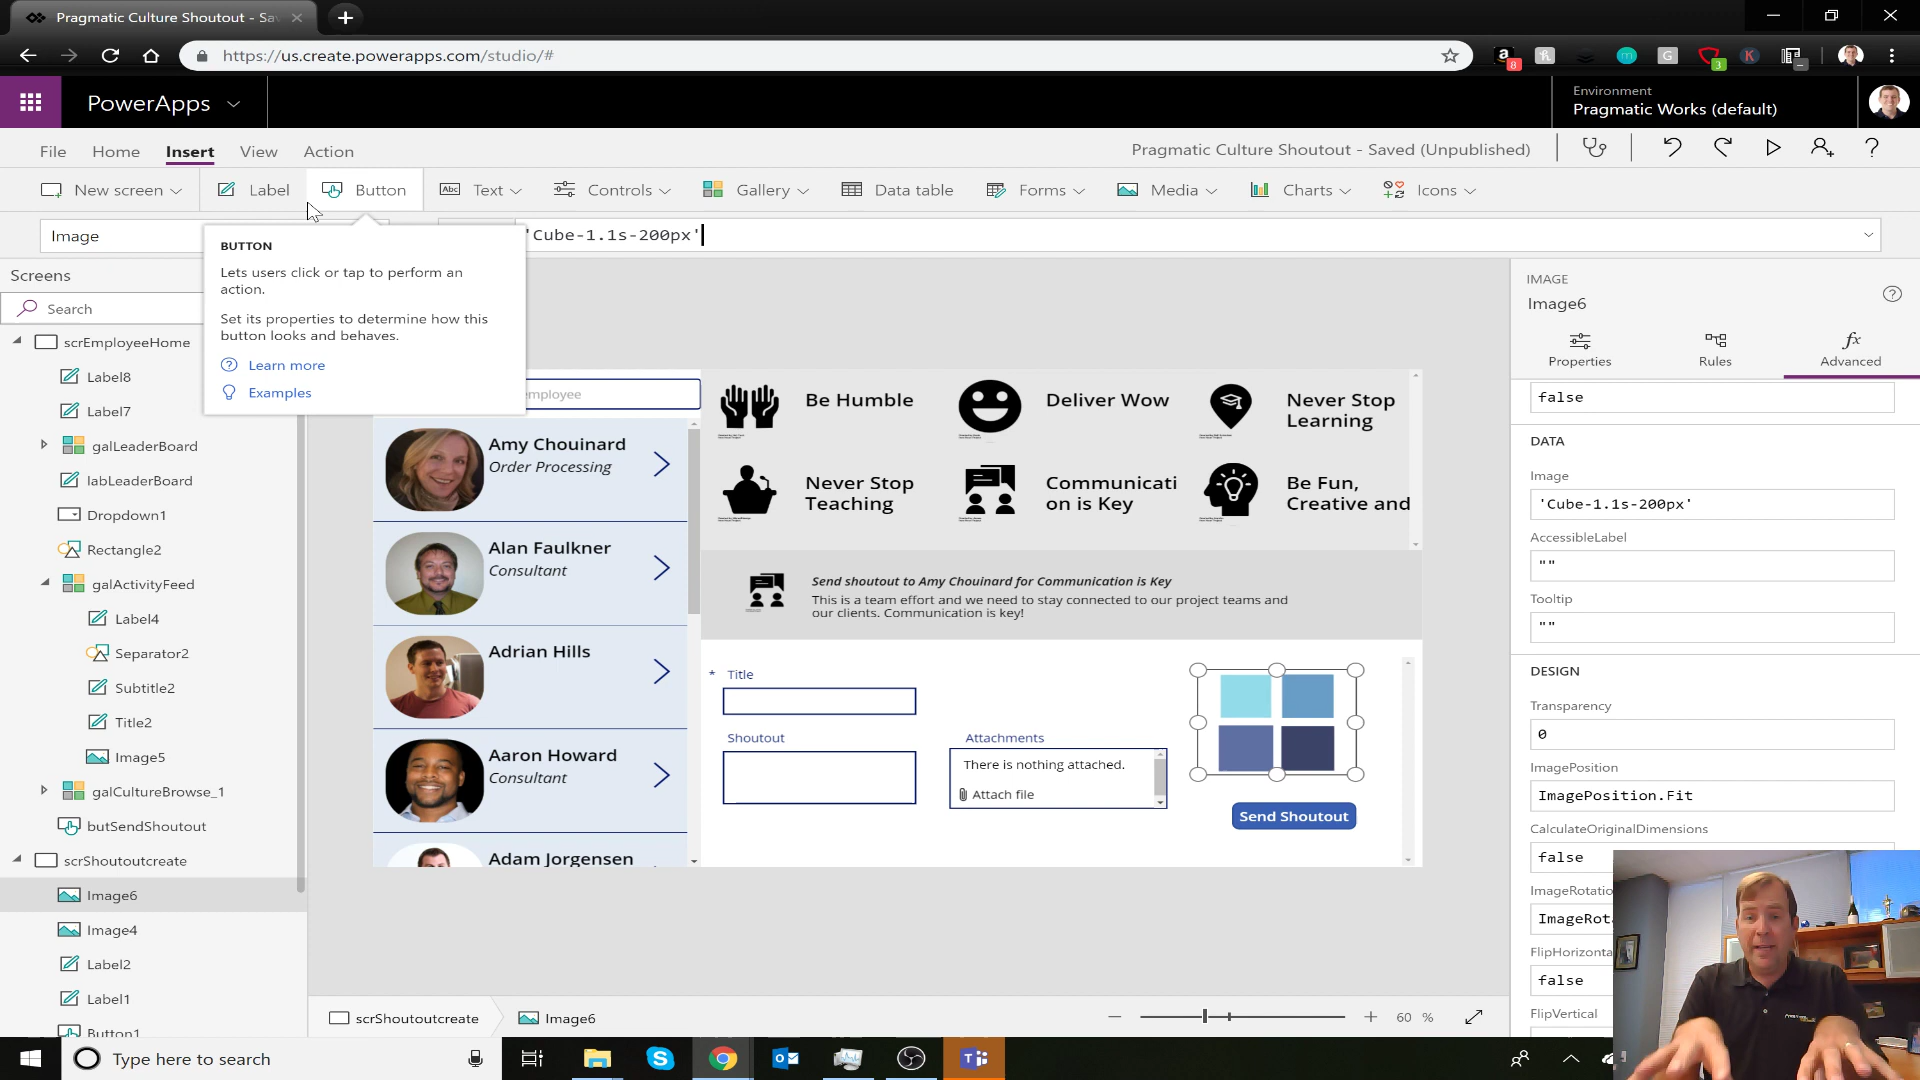 Pragmatic Culture Shoutout - Sav
https://us.create.powerapps.com/studio/#
8
3
PowerApps
Environment
Pragmatic Works (default)
File
Home
Insert
View
Action
Pragmatic Culture Shoutout - Saved (Unpublished)
New screen
Label
Button
Abc
Text
Controls
Gallery
Data table
Forms
Media
Charts
Icons
Image
'Cube-1.1s-200px'
BUTTON
Lets users click or tap to perform an
action.
Set its properties to determine how this
button looks and behaves.
Learn more
Examples
Screens
Search
scrEmployeeHome
Label8
Label7
galLeaderBoard
labLeaderBoard
Dropdown1
Rectangle2
galActivityFeed
Label4
Separator2
Subtitle2
Title2
Image5
galCultureBrowse_1
butSendShoutout
scrShoutoutcreate
Image6
Image4
Label2
Label1
Button1
employee
Amy Chouinard
Order Processing
Alan Faulkner
Consultant
Adrian Hills
Aaron Howard
Consultant
Adam Jorgensen
Be Humble
Deliver Wow
Never Stop
Learning
Never Stop
Teaching
Communicati
on is Key
Be Fun,
Creative and
Send shoutout to Amy Chouinard for Communication is Key
This is a team effort and we need to stay connected to our project teams and
our clients. Communication is key!
* Title
Shoutout
Attachments
There is nothing attached.
Attach file
Send Shoutout
IMAGE
Image6
Properties
Rules
fx
Advanced
false
DATA
Image
'Cube-1.1s-200px'
AccessibleLabel
""
Tooltip
""
DESIGN
Transparency
0
ImagePosition
ImagePosition.Fit
CalculateOriginalDimensions
false
ImageRotatio
ImageRot
FlipHorizonta
false
FlipVertical
scrShoutoutcreate
Image6
60 %
Type here to search